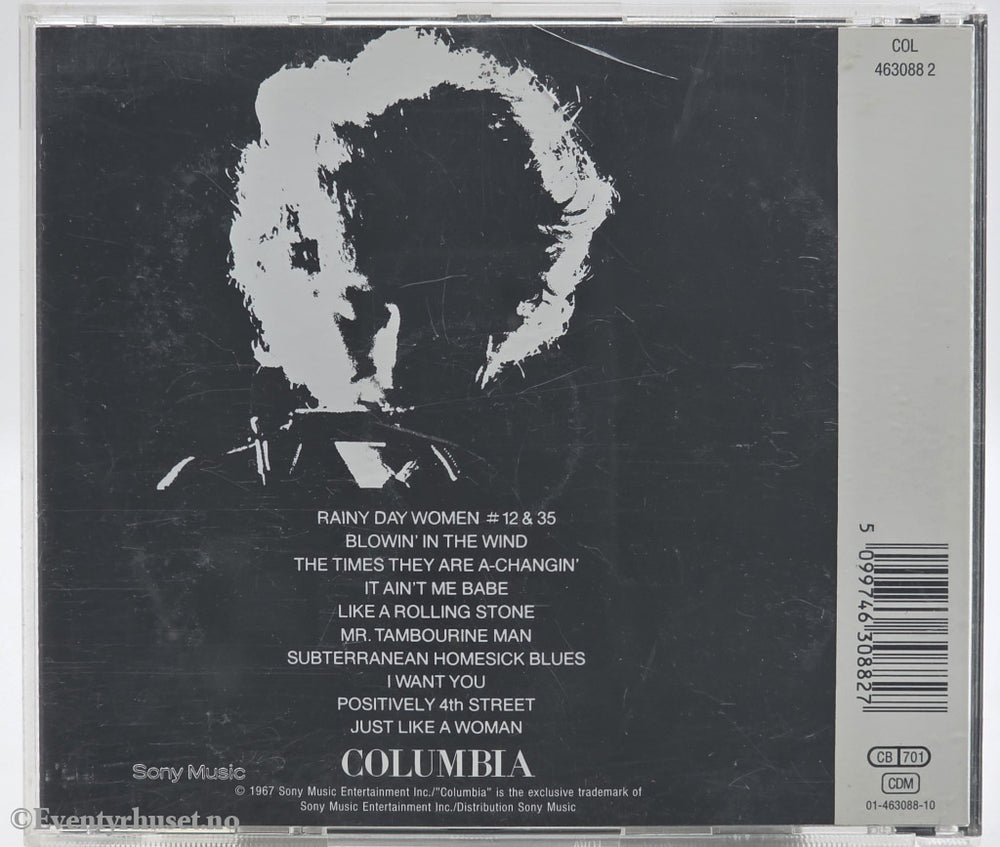 COL
463088 2
RAINY DAY WOMEN #12 & 35
BLOWIN' IN THE WIND
THE TIMES THEY ARE A-CHANGIN'
IT AIN'T ME BABE
LIKE A ROLLING STONE
MR. TAMBOURINE MAN
SUBTERRANEAN HOMESICK BLUES
I WANT YOU
POSITIVELY 4th STREET
JUST LIKE A WOMAN
Sony Music
COLUMBIA
© 1967 Sony Music Entertainment Inc./"Columbia" is the exclusive trademark of
Sony Music Entertainment Inc./Distribution Sony Music
5 099746 308827
CB 701
CDM
01-463088-10
©Eventyrhuset.no